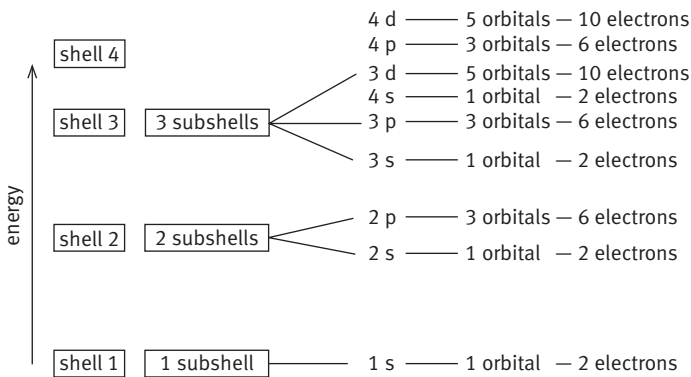 4 d 5 orbitals — 10 electrons
shell 4 4 p 3 orbitals — 6 electrons
3 d 5 orbitals — 10 electrons
4 s 1 orbital — 2 electrons
shell 3 3 subshells 3 p 3 orbitals — 6 electrons
3 s 1 orbital — 2 electrons
energy
2 p 3 orbitals — 6 electrons
shell 2 2 subshells
2 s 1 orbital — 2 electrons
shell 1 1 subshell 1 s 1 orbital — 2 electrons